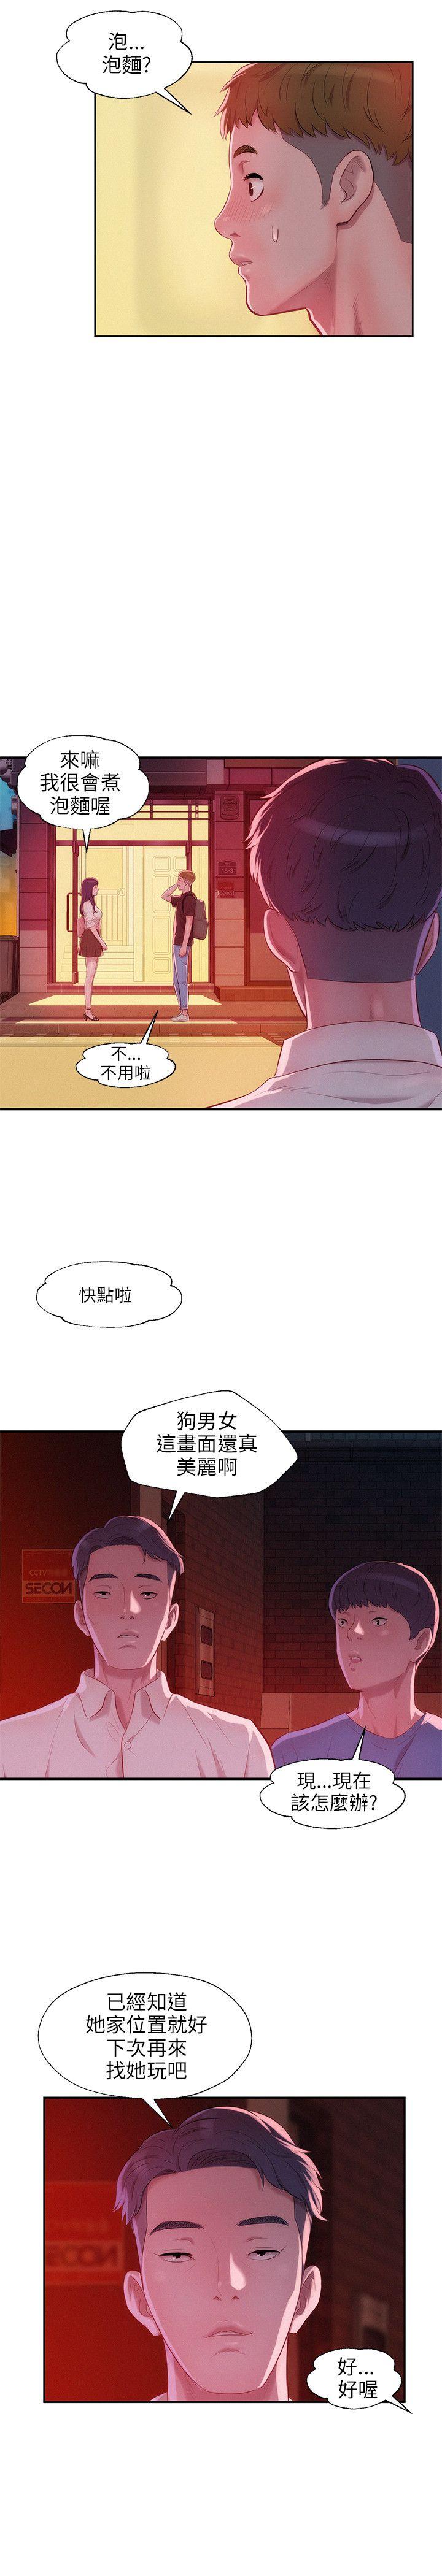 泡...
泡麵?
來嘛
我很會煮
泡麵喔
不...
不用啦
快點啦
狗男女
這畫面還真
美麗啊
SECON
現...現在
該怎麼辦?
已經知道
她家位置就好
下次再來
找她玩吧
SECON
好...
好喔